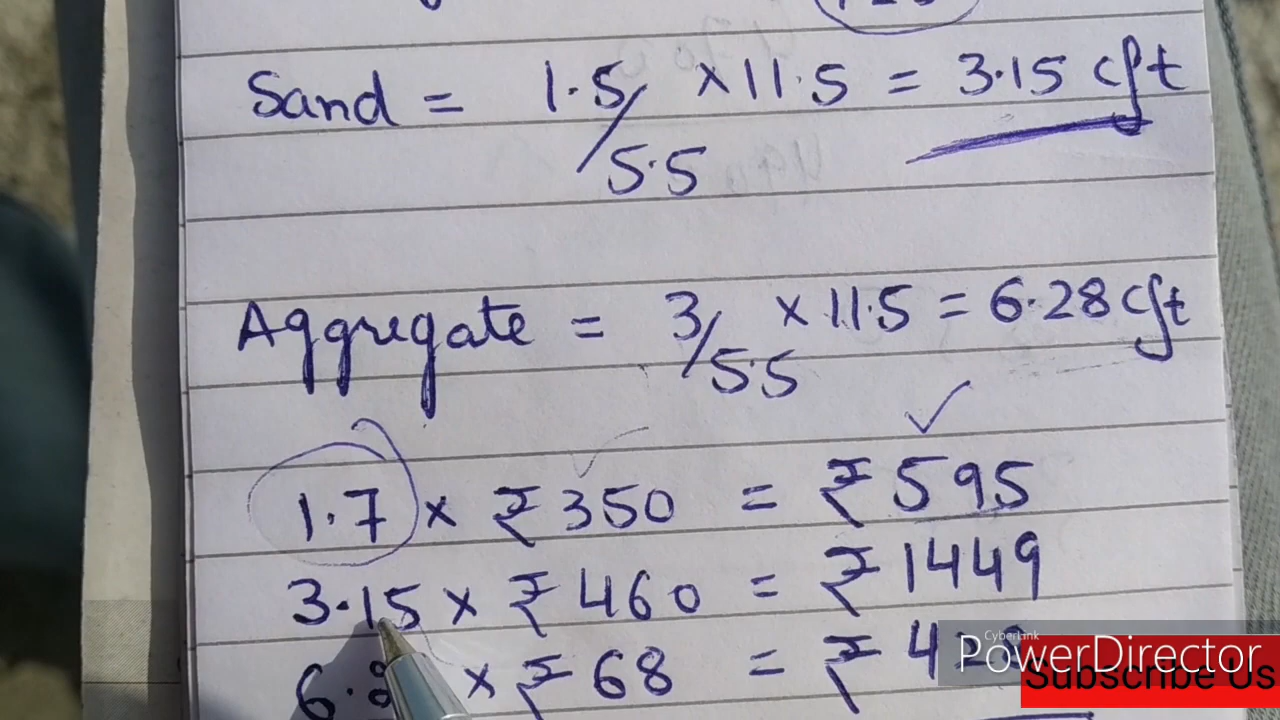 Sand = 1.5/5.5 × 11.5 = 3.15 cft
Aggregate = 3/5.5 × 11.5 = 6.28 cft
1.7 × ₹ 350 = ₹ 595
3.15 × ₹ 460 = ₹ 1449
× ₹ 68 = ₹
CyberLink
PowerDirector
Subscribe Us